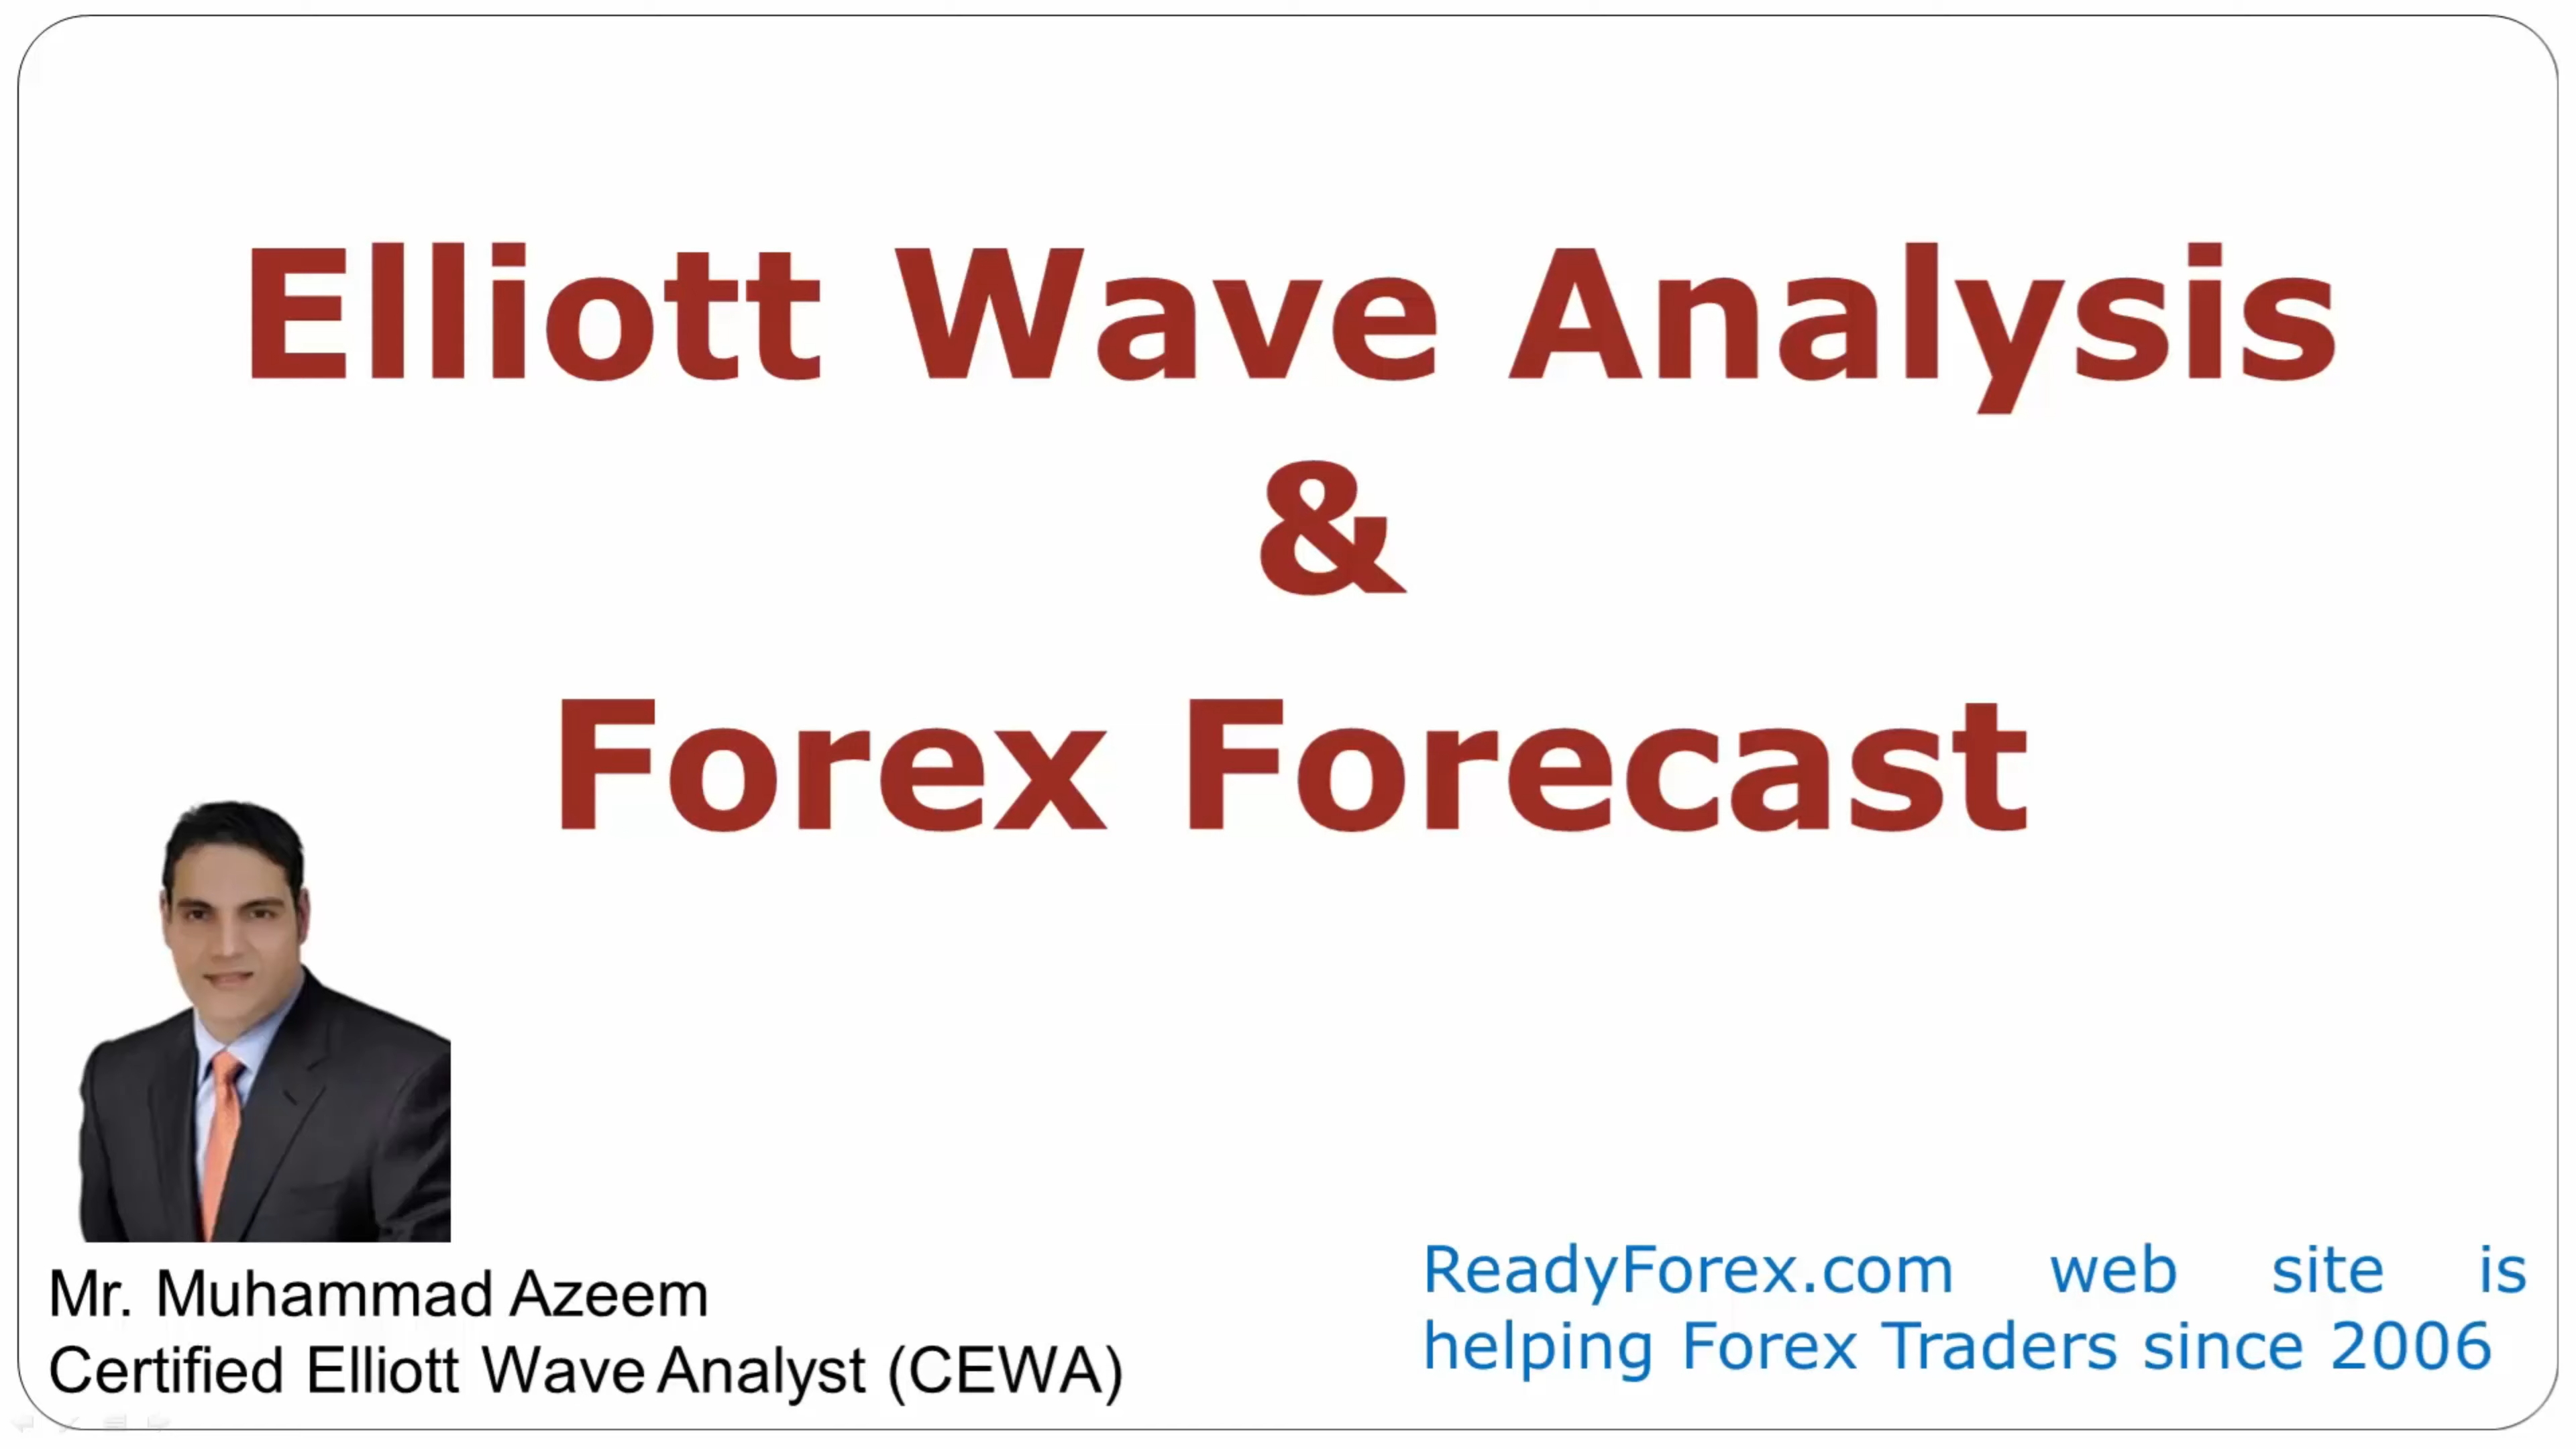 Elliott Wave Analysis
&
Forex Forecast
Mr. Muhammad Azeem
Certified Elliott Wave Analyst (CEWA)
ReadyForex.com web site is
helping Forex Traders since 2006